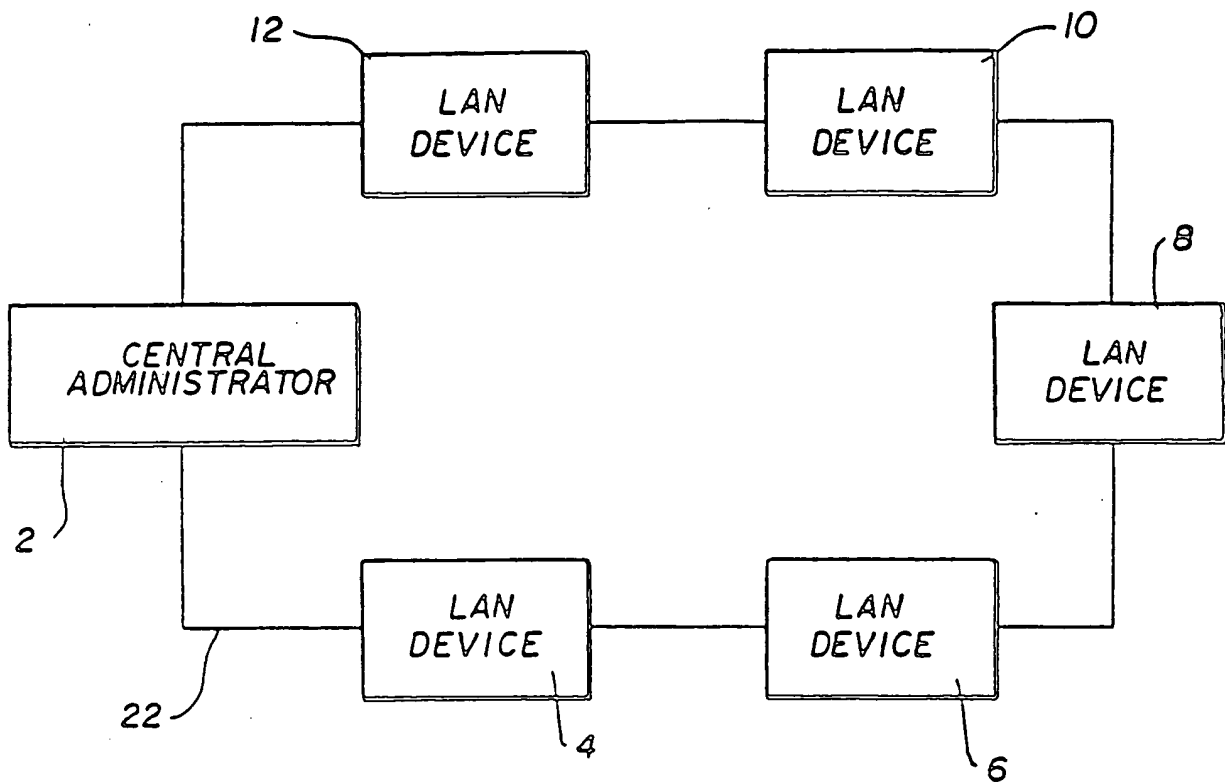 12
10
LAN
DEVICE
LAN
DEVICE
8
CENTRAL
ADMINISTRATOR
LAN
DEVICE
2
LAN
DEVICE
LAN
DEVICE
22
4
6